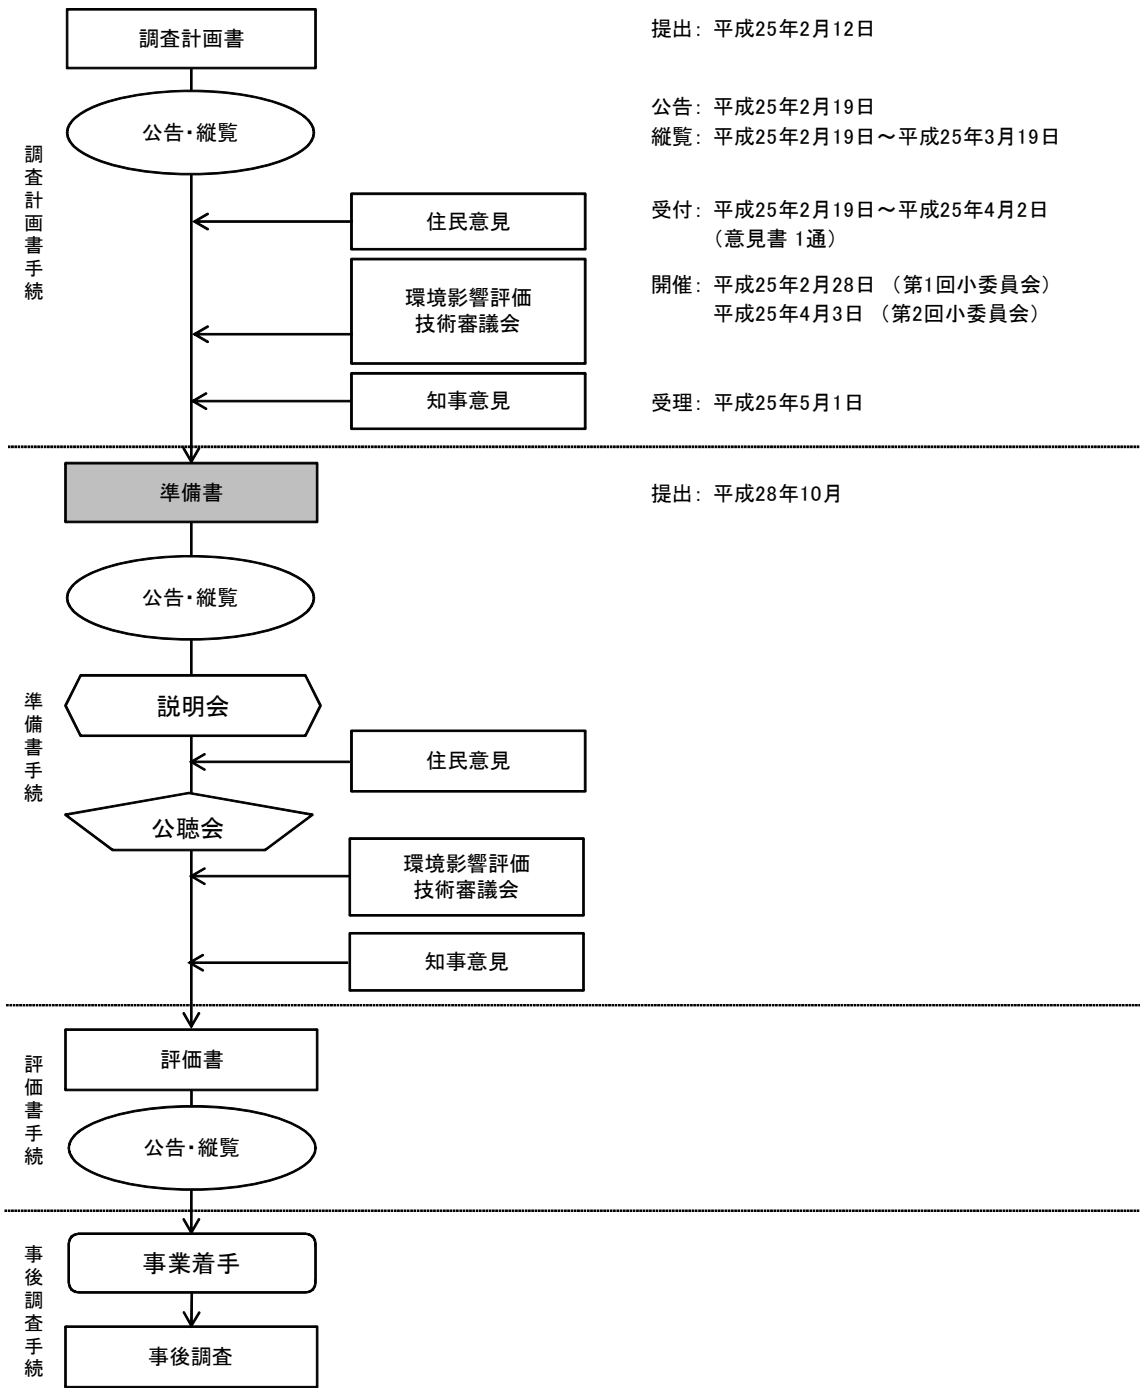 調査計画書手続
調査計画書
提出: 平成25年2月12日
公告・縦覧
公告: 平成25年2月19日
縦覧: 平成25年2月19日～平成25年3月19日
住民意見
受付: 平成25年2月19日～平成25年4月2日
（意見書 1通）
環境影響評価
技術審議会
開催: 平成25年2月28日 （第1回小委員会）
平成25年4月3日 （第2回小委員会）
知事意見
受理: 平成25年5月1日
準備書手続
準備書
提出: 平成28年10月
公告・縦覧
説明会
住民意見
公聴会
環境影響評価
技術審議会
知事意見
評価書手続
評価書
公告・縦覧
事後調査手続
事業着手
事後調査